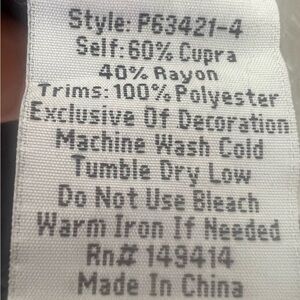 Style: P63421-4
Self: 60% Cupra
40% Rayon
Trims: 100% Polyester
Exclusive Of Decoration
Machine Wash Cold
Tumble Dry Low
Do Not Use Bleach
Warm Iron If Needed
Rn# 149414
Made In China